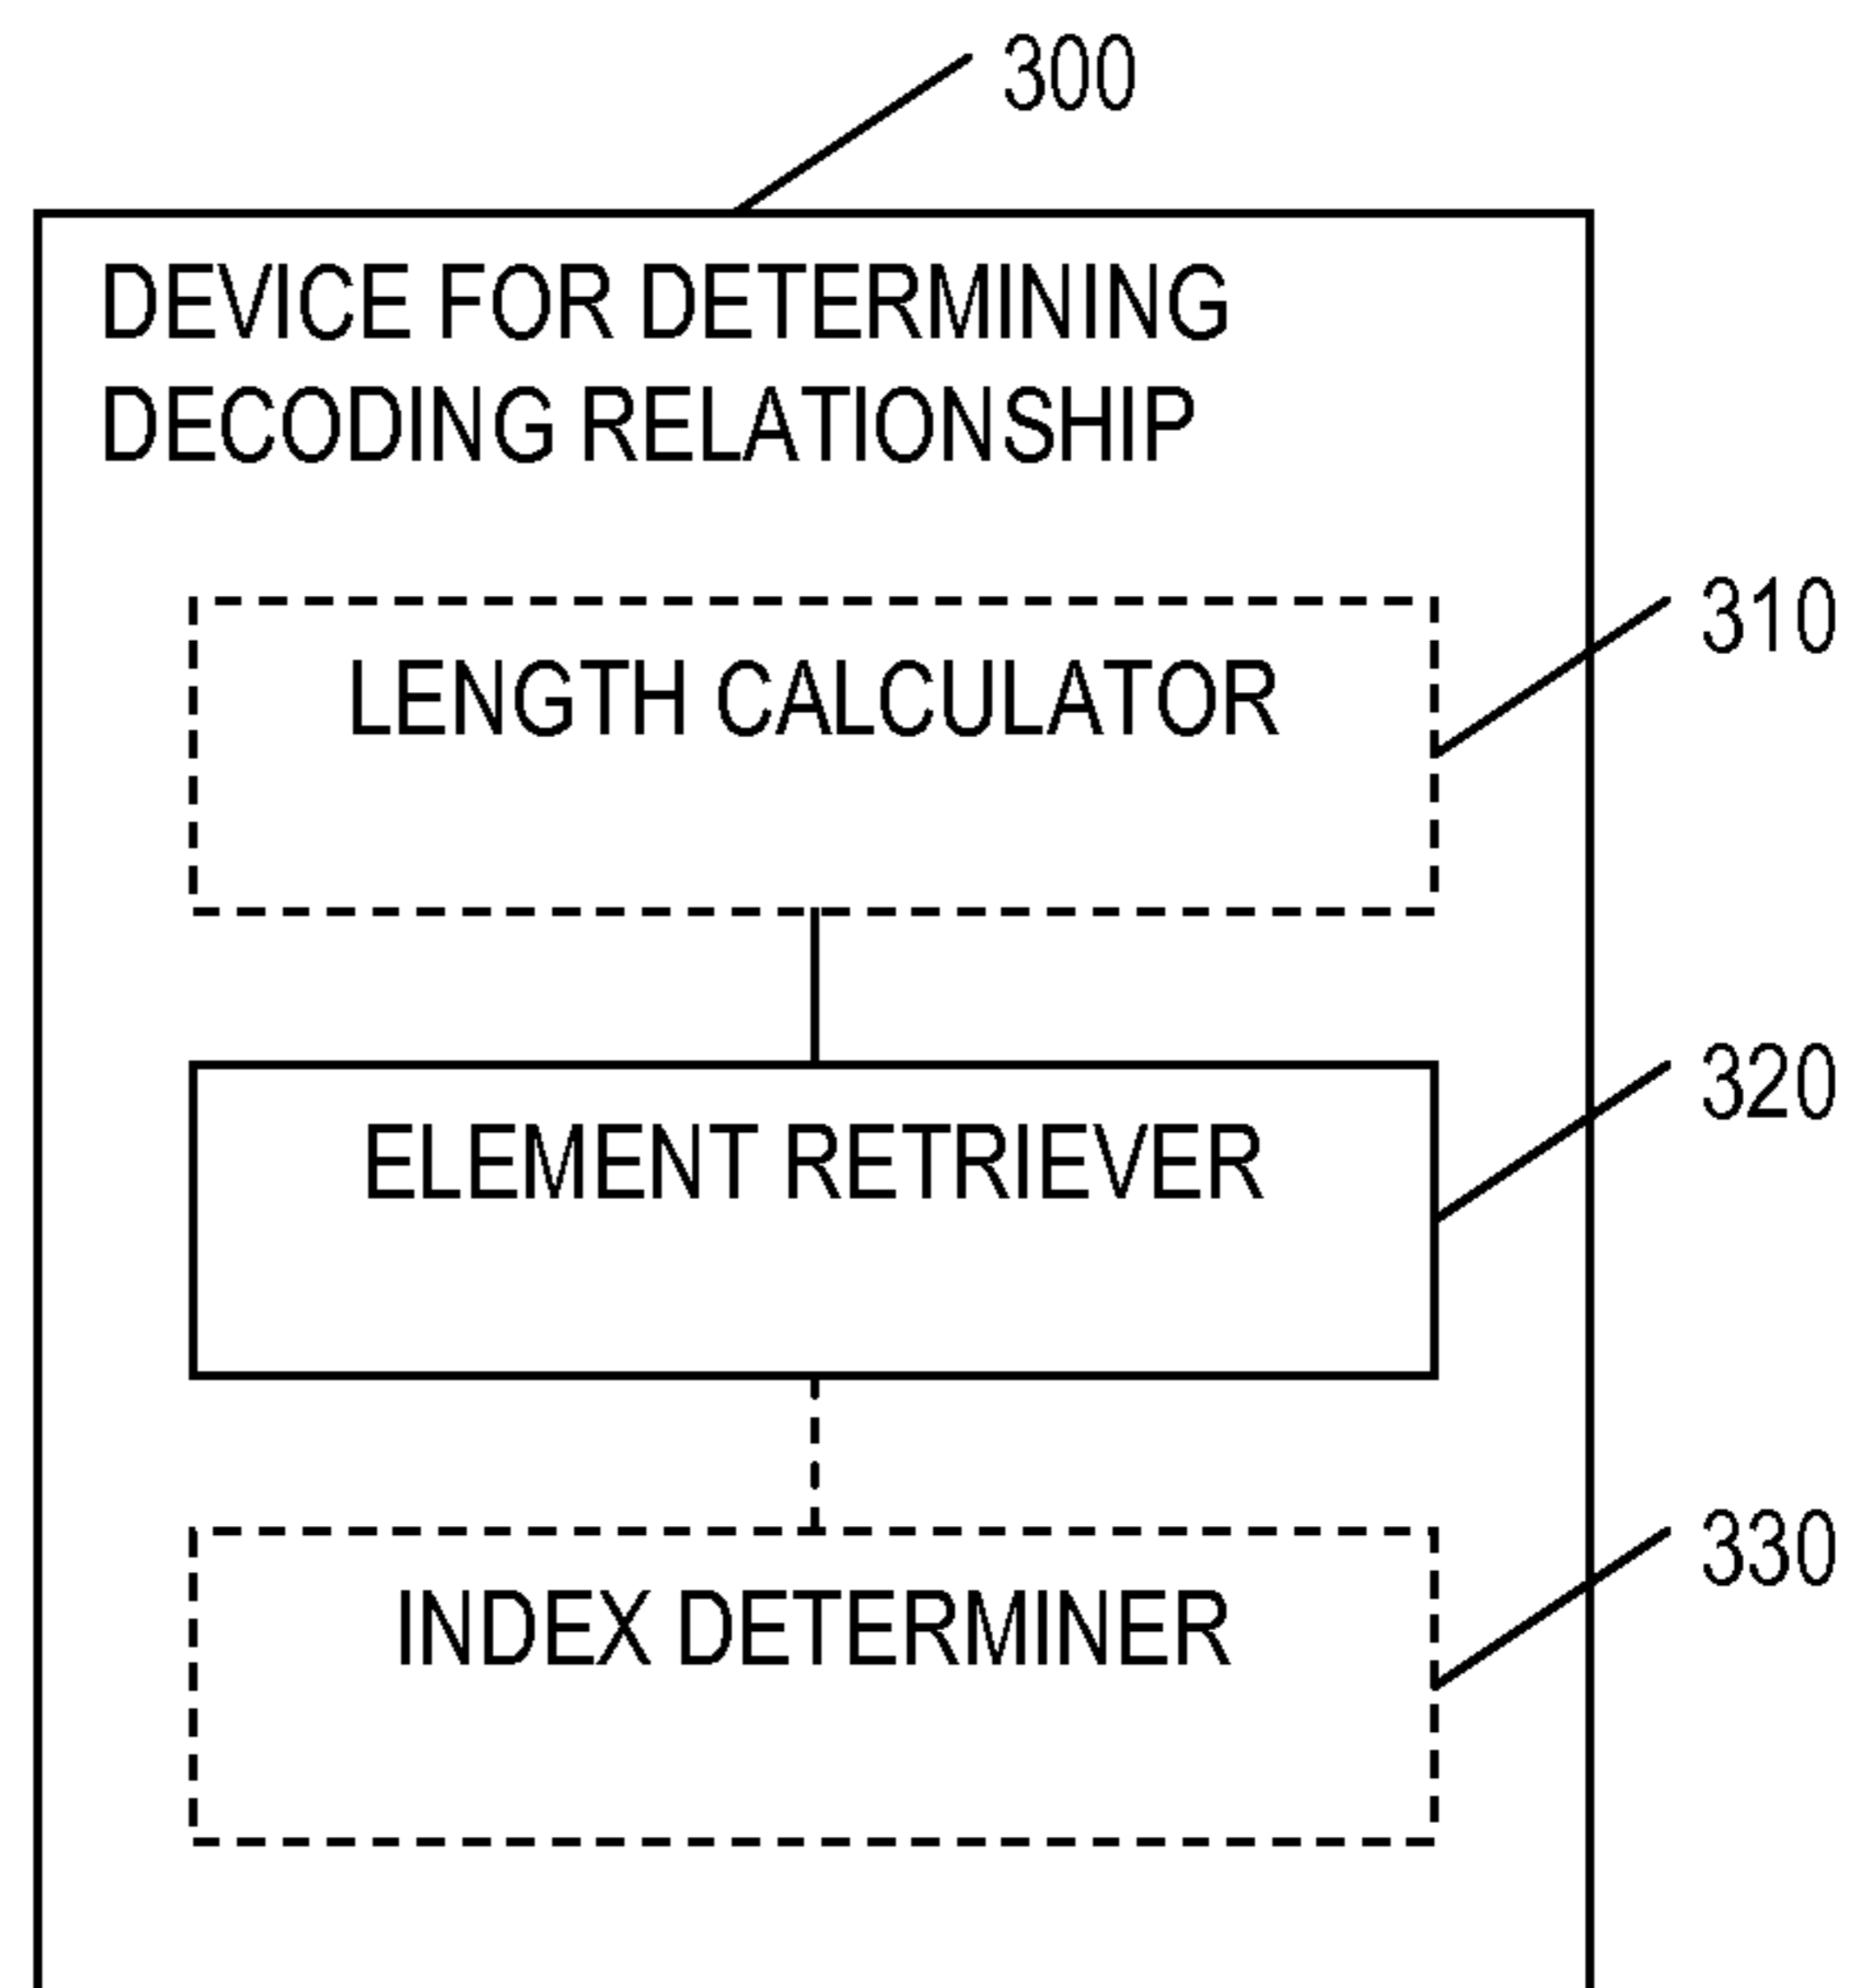 300
DEVICE FOR DETERMINING
DECODING RELATIONSHIP
310
LENGTH CALCULATOR
320
ELEMENT RETRIEVER
330
INDEX DETERMINER